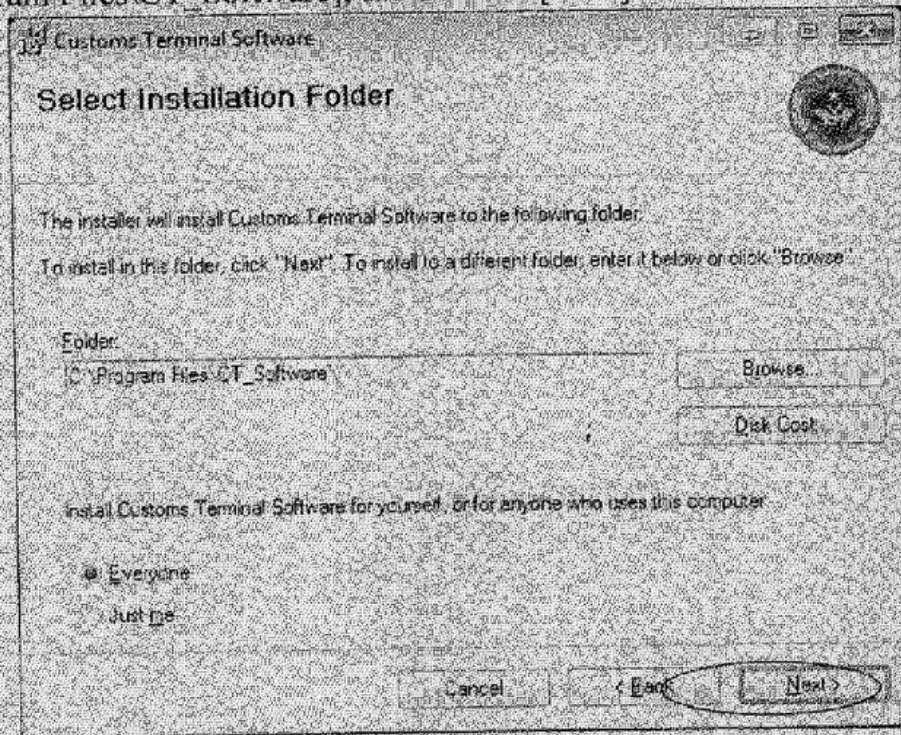 Customs Terminal Software
Select Installation Folder
The installer will install Customs Terminal Software to the following folder.
To install in this folder, click "Next". To install to a different folder, enter it below or click "Browse".
Folder:
C:\Program Files\CT_Software\
Browse...
Disk Cost...
Install Customs Terminal Software for yourself, or for anyone who uses this computer
Everyone
Just me
Cancel
< Back
Next >